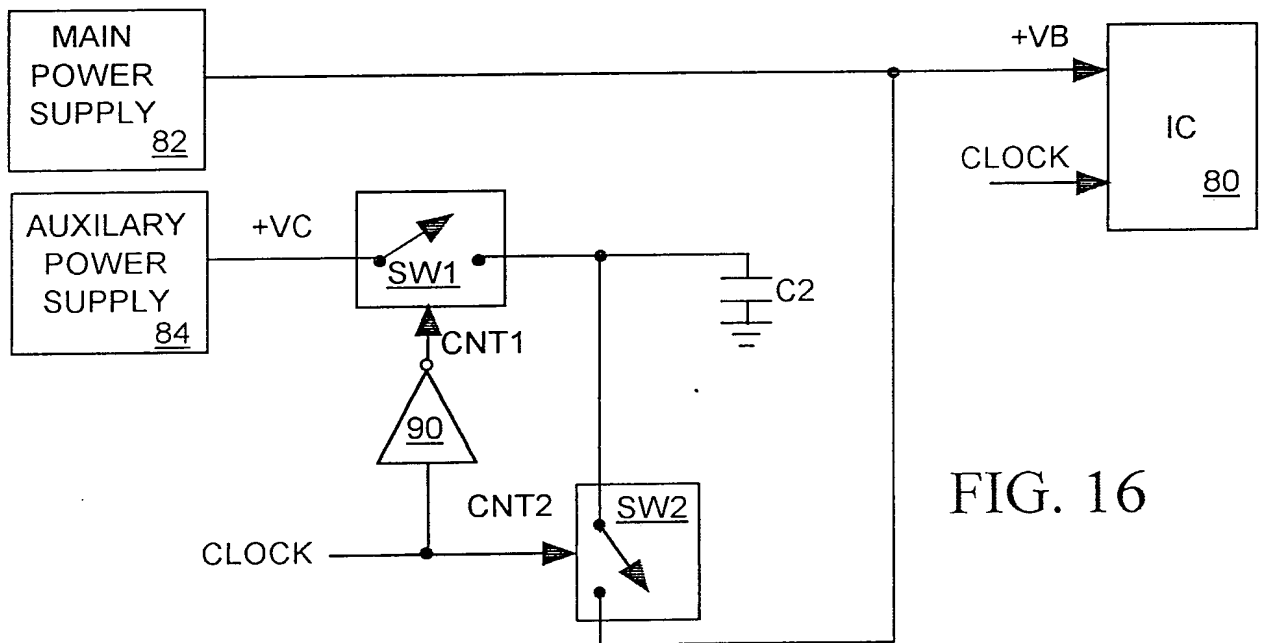 MAIN
POWER
SUPPLY
82
+VB
IC
80
CLOCK
AUXILARY
POWER
SUPPLY
84
+VC
SW1
C2
CNT1
90
CNT2
SW2
CLOCK
FIG. 16